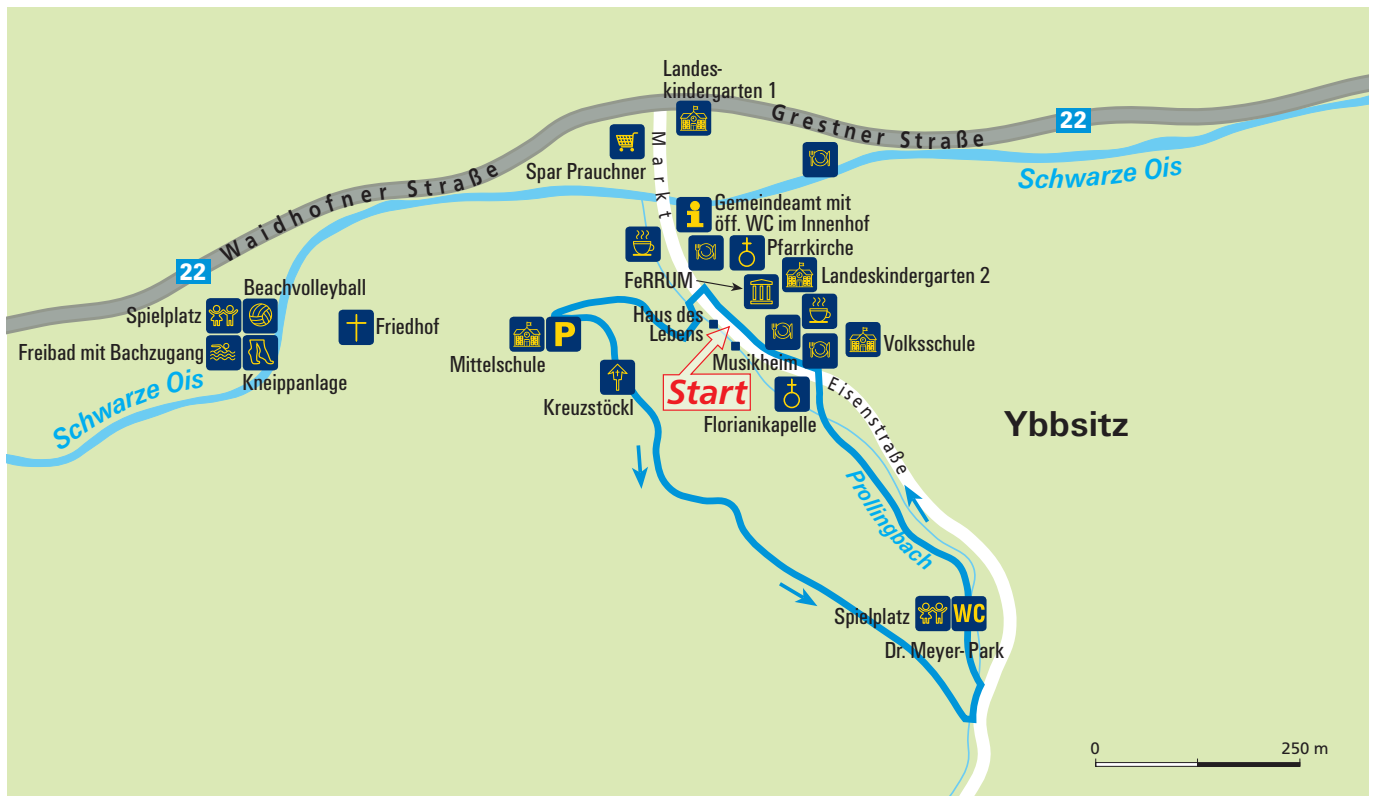 Landes-
kindergarten 1
Grestner Straße
22
Markt
Spar Prauchner
Schwarze Ois
Waidhofner Straße
22
Gemeindeamt mit
öff. WC im Innenhof
Pfarrkirche
FeRRUM
Landeskindergarten 2
Beachvolleyball
Spielplatz
Friedhof
Haus des
Lebens
P
Mittelschule
Musikheim
Volksschule
Freibad mit Bachzugang
Kneippanlage
Schwarze Ois
Start
Kreuzstöckl
Florianikapelle
Eisenstraße
Ybbsitz
Prollingbach
Spielplatz
WC
Dr. Meyer-Park
0 250 m